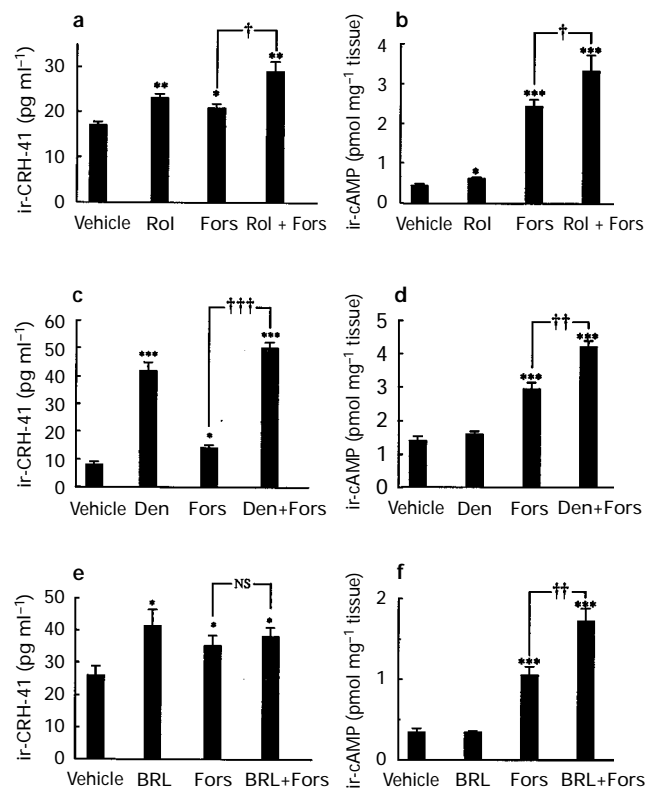 a
†
ir-CRH-41 (pg ml⁻¹)
40
30
20
10
0
**
*
**
Vehicle Rol Fors Rol + Fors
b
†
ir-cAMP (pmol mg⁻¹ tissue)
4
3
2
1
0
*
***
***
Vehicle Rol Fors Rol + Fors
c
†††
ir-CRH-41 (pg ml⁻¹)
60
50
40
30
20
10
0
***
*
***
Vehicle Den Fors Den+Fors
d
††
ir-cAMP (pmol mg⁻¹ tissue)
5
4
3
2
1
0
***
***
Vehicle Den Fors Den+Fors
e
NS
ir-CRH-41 (pg ml⁻¹)
50
40
30
20
10
0
*
*
*
Vehicle BRL Fors BRL+Fors
f
††
ir-cAMP (pmol mg⁻¹ tissue)
2
1
0
***
***
Vehicle BRL Fors BRL+Fors